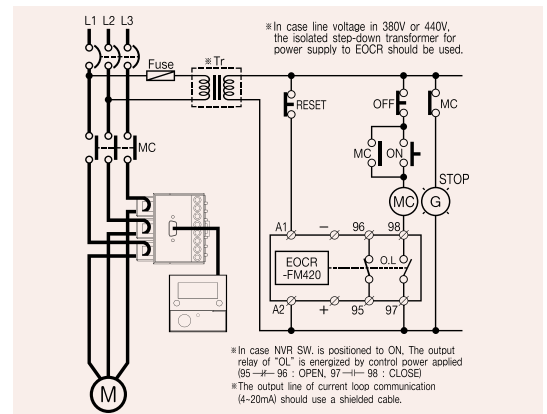 L1 L2 L3
※In case line voltage in 380V or 440V,
the isolated step-down transformer for
power supply to EOCR should be used.
Fuse
※Tr
RESET
OFF
MC
MC
MC
ON
STOP
MC
G
A1
–
96
98
EOCR
-FM420
O.L
A2
+
95
97
M
※In case NVR SW. is positioned to ON, The output
relay of "OL" is energized by control power applied
(95 96 : OPEN, 97 98 : CLOSE)
※The output line of current loop communication
(4~20mA) should use a shielded cable.